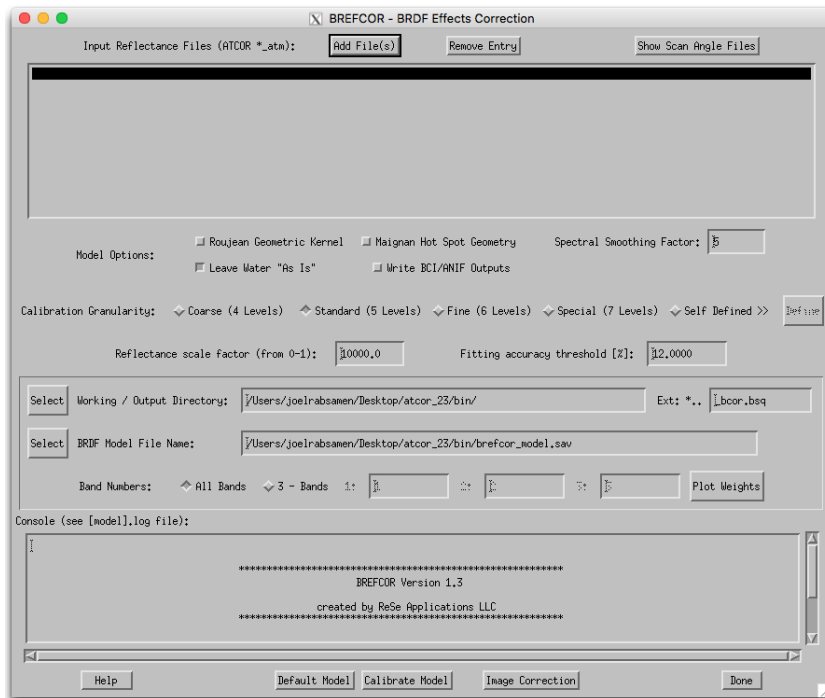 BREFCOR - BRDF Effects Correction
Input Reflectance Files (ATCOR *_atm): Add File(s) Remove Entry Show Scan Angle Files
Roujean Geometric Kernel Maignan Hot Spot Geometry Spectral Smoothing Factor: 5
Model Options:
Leave Water "As Is" Write BCI/ANIF Outputs
Calibration Granularity: Coarse (4 Levels) Standard (5 Levels) Fine (6 Levels) Special (7 Levels) Self Defined >> Define
Reflectance scale factor (from 0-1): 10000.0 Fitting accuracy threshold [%]: 12.0000
Select Working / Output Directory: /Users/joelrabsamen/Desktop/atcor_23/bin/ Ext: *.. _bcor.bsq
Select BRDF Model File Name: /Users/joelrabsamen/Desktop/atcor_23/bin/brefcor_model.sav
Band Numbers: All Bands 3 - Bands 1: 2: 3: Plot Weights
Console (see [model].log file):
*****************************************************************
BREFCOR Version 1.3
created by ReSe Applications LLC
*****************************************************************
Help Default Model Calibrate Model Image Correction Done